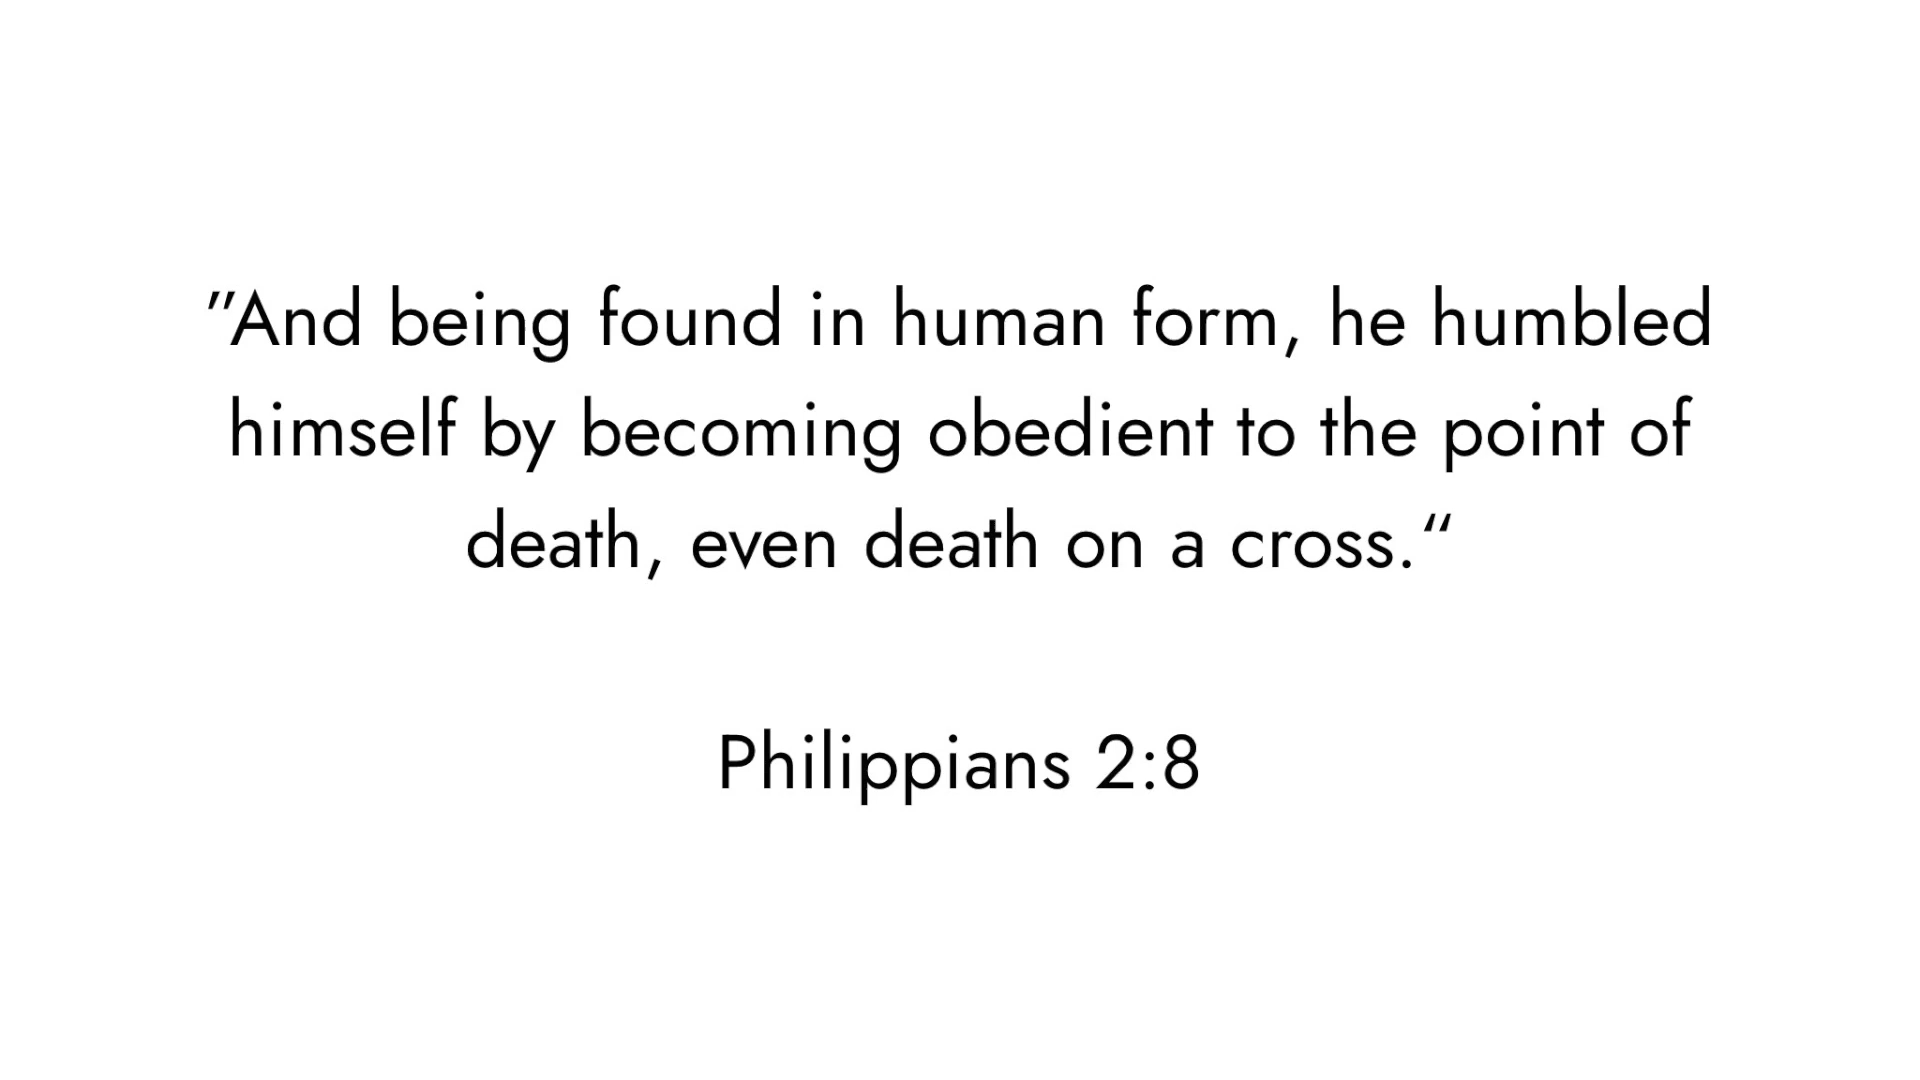 ”And being found in human form, he humbled
himself by becoming obedient to the point of
death, even death on a cross.“
Philippians 2:8